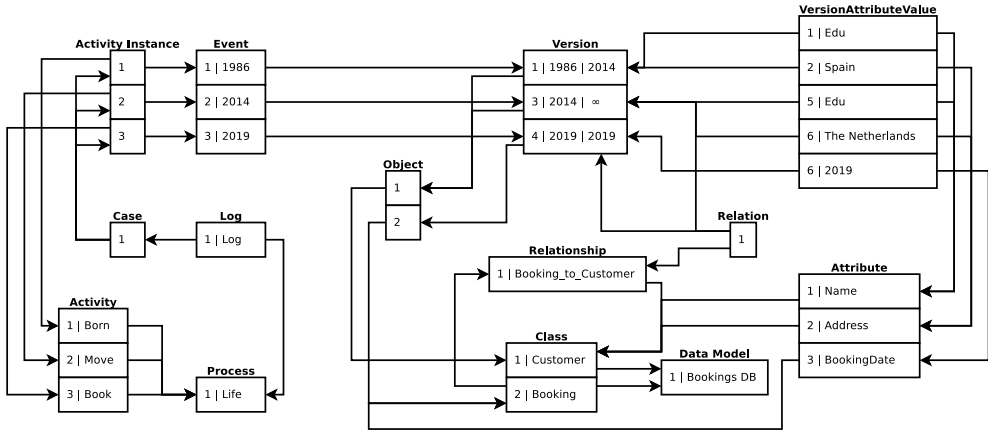 VersionAttributeValue
1 | Edu
2 | Spain
5 | Edu
6 | The Netherlands
6 | 2019
Activity Instance
1
2
3
Event
1 | 1986
2 | 2014
3 | 2019
Version
1 | 1986 | 2014
3 | 2014 | ∞
4 | 2019 | 2019
Object
1
2
Case
1
Log
1 | Log
Relation
1
Relationship
1 | Booking_to_Customer
Attribute
1 | Name
2 | Address
3 | BookingDate
Activity
1 | Born
2 | Move
3 | Book
Process
1 | Life
Class
1 | Customer
2 | Booking
Data Model
1 | Bookings DB